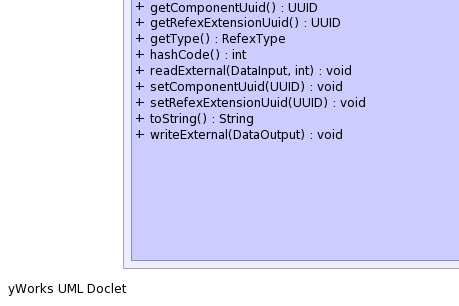 + getComponentUuid() : UUID
+ getRefexExtensionUuid() : UUID
+ getType() : RefexType
+ hashCode() : int
+ readExternal(DataInput, int) : void
+ setComponentUuid(UUID) : void
+ setRefexExtensionUuid(UUID) : void
+ toString() : String
+ writeExternal(DataOutput) : void
yWorks UML Doclet